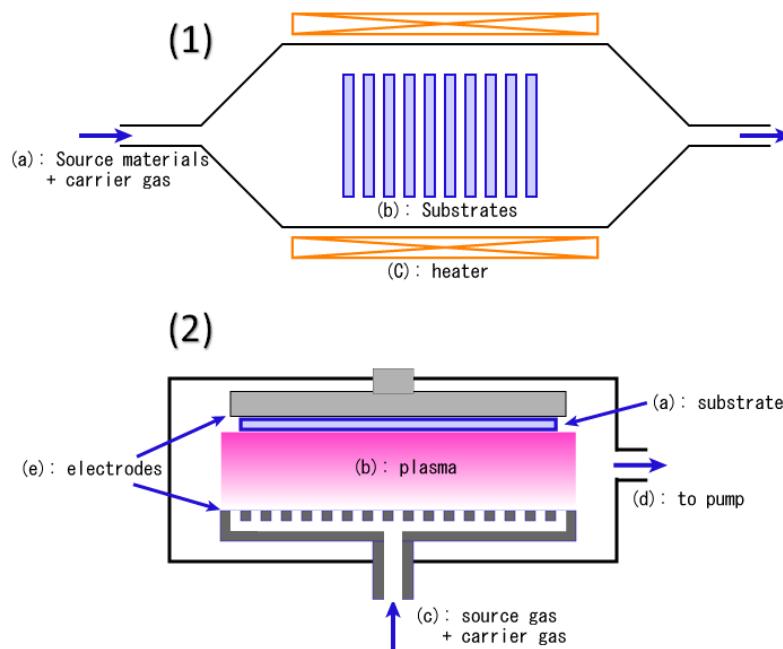 (1)
(a): Source materials
+ carrier gas
(b): Substrates
(C): heater
(2)
(a): substrate
(e): electrodes
(b): plasma
(d): to pump
(c): source gas
+ carrier gas